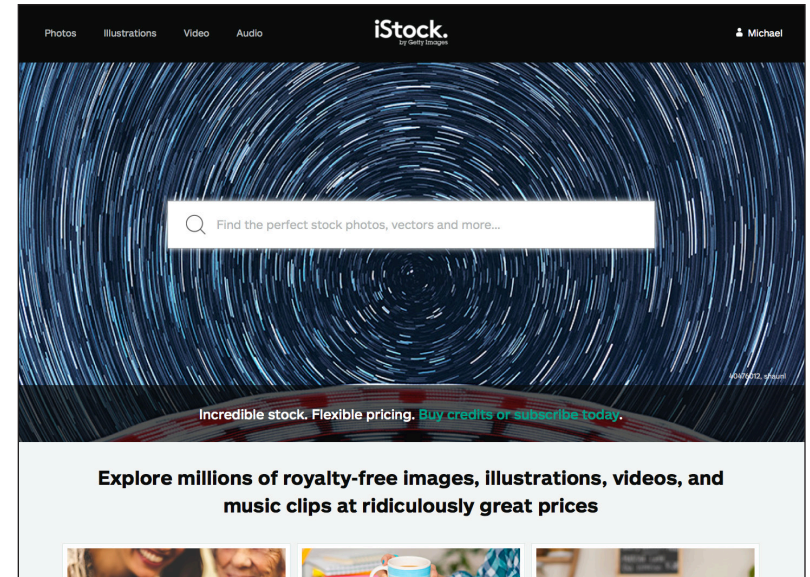 Photos Illustrations Video Audio
iStock.
by Getty Images
Michael
Find the perfect stock photos, vectors and more...
40476012, shaunl
Incredible stock. Flexible pricing. Buy credits or subscribe today.
Explore millions of royalty-free images, illustrations, videos, and
music clips at ridiculously great prices